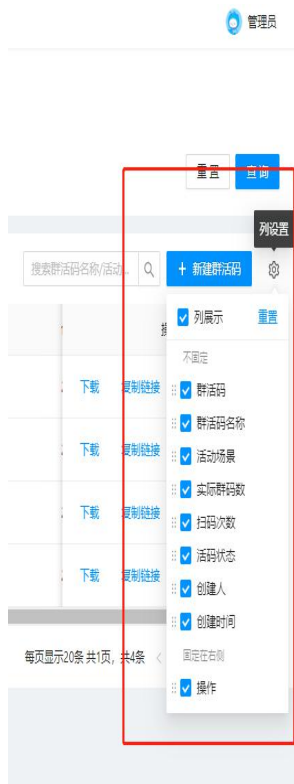 管理员
重置 查询
列设置
搜索群活码名称/活动... + 新建群活码
列展示 重置
不固定
下载 复制链接 群活码
群活码名称
下载 复制链接 活动场景
实际群码数
下载 复制链接 扫码次数
活码状态
下载 复制链接 创建人
创建时间
每页显示20条 共1页，共4条 <
固定在右侧
操作